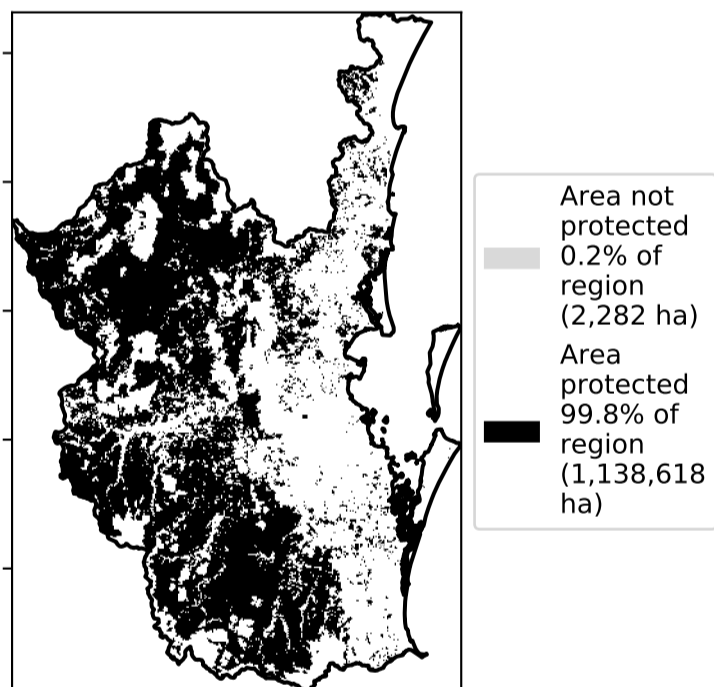 Area not
protected
0.2% of
region
(2,282 ha)
Area
protected
99.8% of
region
(1,138,618
ha)